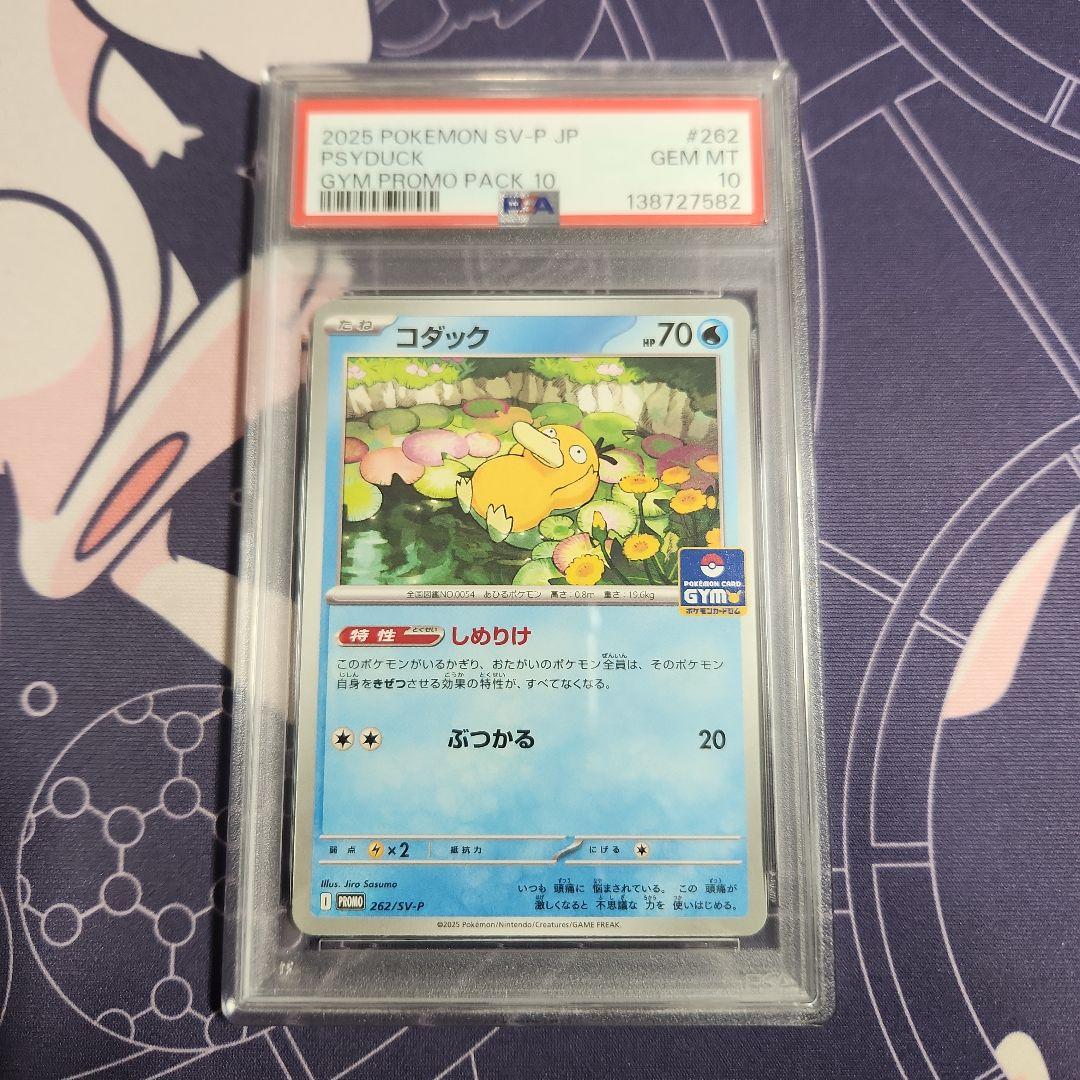 2025 POKEMON SV-P JP #262
PSYDUCK GEM MT
GYM PROMO PACK 10 10
138727582
PSA
たね コダック HP 70
全国図鑑NO.0054 あひるポケモン 高さ:0.8m 重さ:19.6kg
POKÉMON CARD
GYM
ポケモンカードジム
特性 とくせい しめりけ
このポケモンがいるかぎり、おたがいのポケモン全員は、そのポケモン
自身をきぜつさせる効果の特性が、すべてなくなる。
ぶつかる 20
弱点 ×2 抵抗力 にげる
Illus. Jiro Sasumo
いつも 頭痛に 悩まされている。 この 頭痛が
激しくなると 不思議な 力を 使いはじめる。
I PROMO 262/SV-P
©2025 Pokémon/Nintendo/Creatures/GAME FREAK.